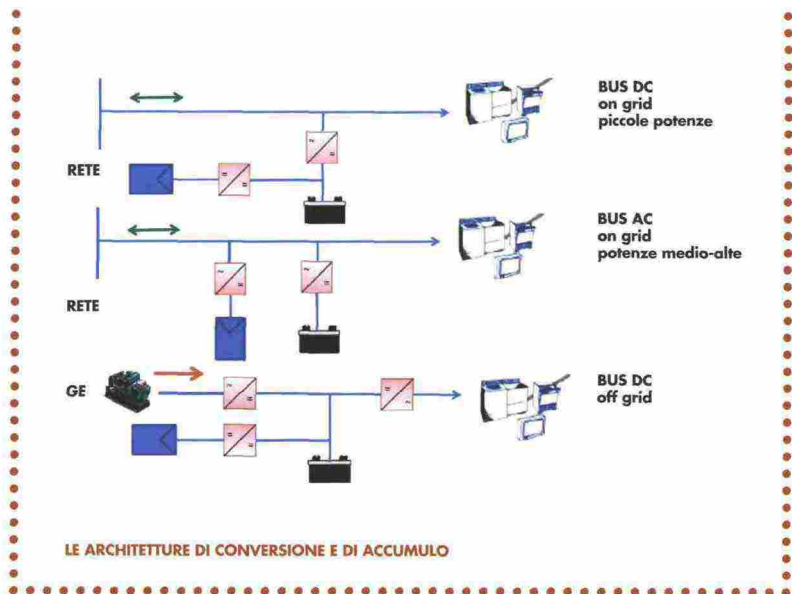 BUS DC
on grid
piccole potenze
RETE
BUS AC
on grid
potenze medio-alte
RETE
GE
BUS DC
off grid
LE ARCHITETTURE DI CONVERSIONE E DI ACCUMULO